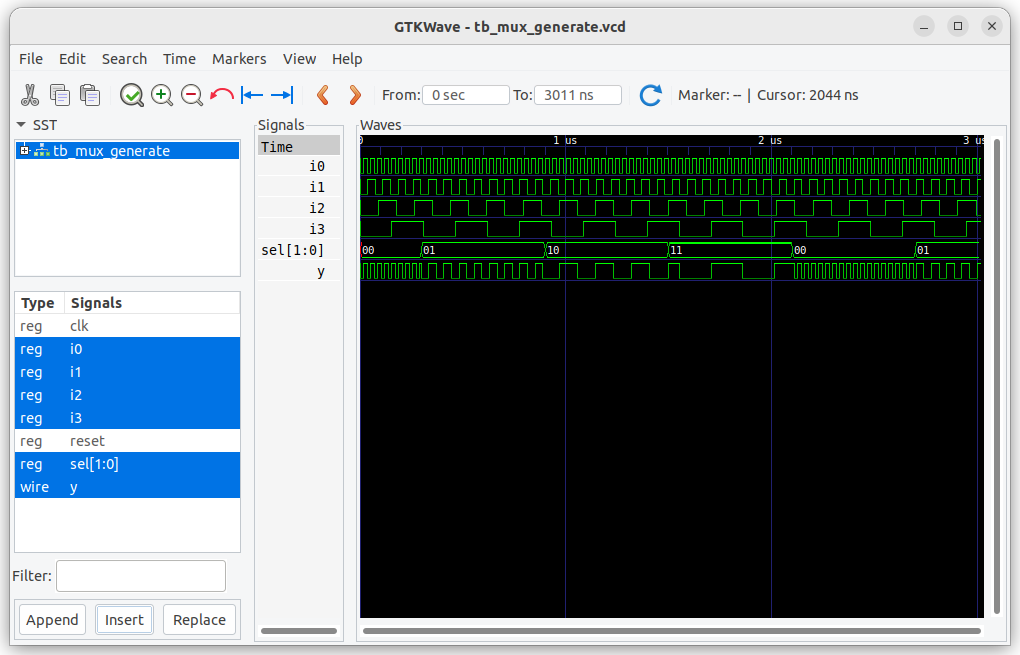 GTKWave - tb_mux_generate.vcd
File Edit Search Time Markers View Help
From: 0 sec To: 3011 ns Marker: -- | Cursor: 2044 ns
SST
tb_mux_generate
Type Signals
reg clk
reg i0
reg i1
reg i2
reg i3
reg reset
reg sel[1:0]
wire y
Filter:
Append Insert Replace
Signals
Time
i0
i1
i2
i3
sel[1:0]
y
Waves
0 1 us 2 us 3 us
00 01 10 11 00 01